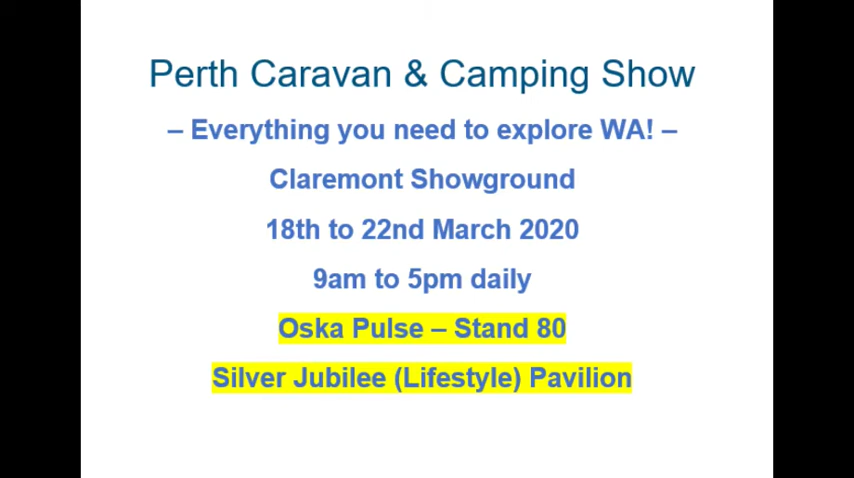 Perth Caravan & Camping Show
– Everything you need to explore WA! –
Claremont Showground
18th to 22nd March 2020
9am to 5pm daily
Oska Pulse – Stand 80
Silver Jubilee (Lifestyle) Pavilion